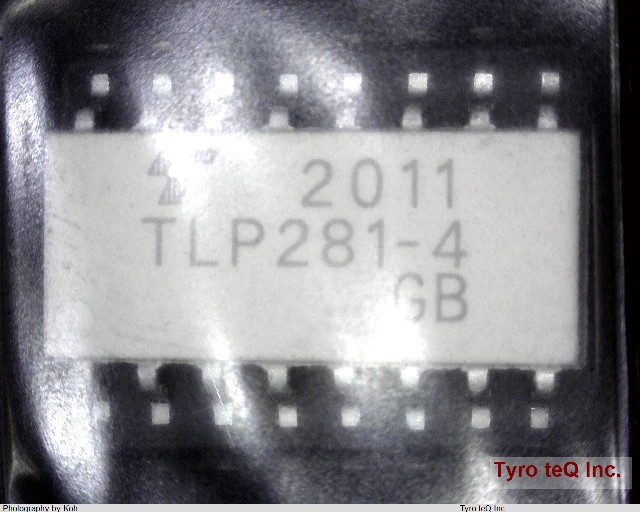 2011
TLP281-4
GB
Tyro teQ Inc.
Photography by Koh
Tyro teQ Inc